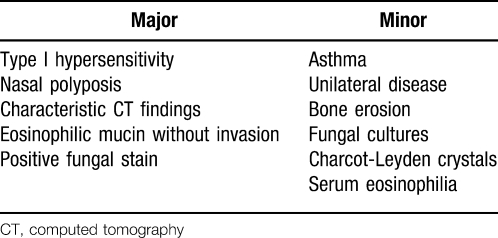 Major Minor
Type I hypersensitivity Asthma
Nasal polyposis Unilateral disease
Characteristic CT findings Bone erosion
Eosinophilic mucin without invasion Fungal cultures
Positive fungal stain Charcot-Leyden crystals
Serum eosinophilia
CT, computed tomography